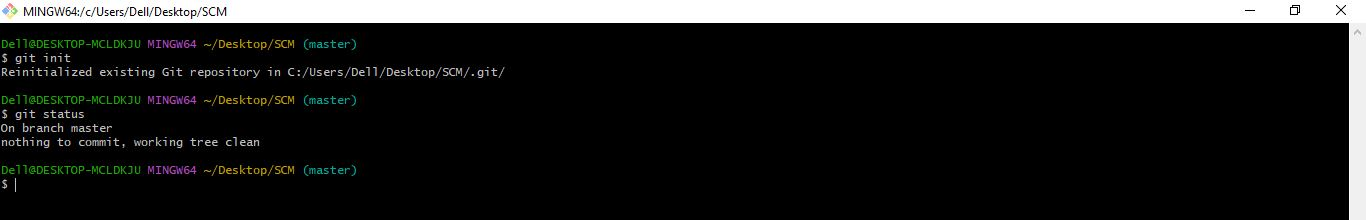 MINGW64:/c/Users/Dell/Desktop/SCM
Dell@DESKTOP-MCLDKJU MINGW64 ~/Desktop/SCM (master)
$ git init
Reinitialized existing Git repository in C:/Users/Dell/Desktop/SCM/.git/
Dell@DESKTOP-MCLDKJU MINGW64 ~/Desktop/SCM (master)
$ git status
On branch master
nothing to commit, working tree clean
Dell@DESKTOP-MCLDKJU MINGW64 ~/Desktop/SCM (master)
$